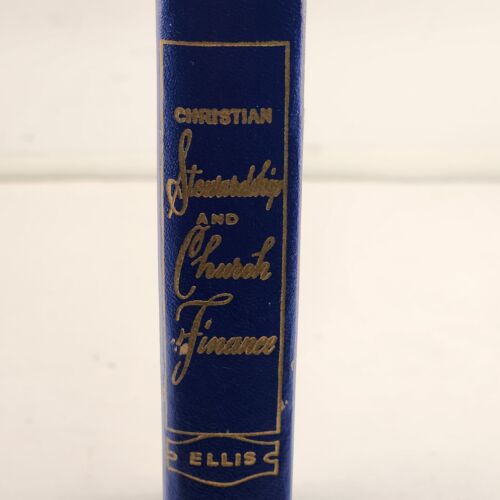 CHRISTIAN
Stewardship
AND
Church
Finance
ELLIS